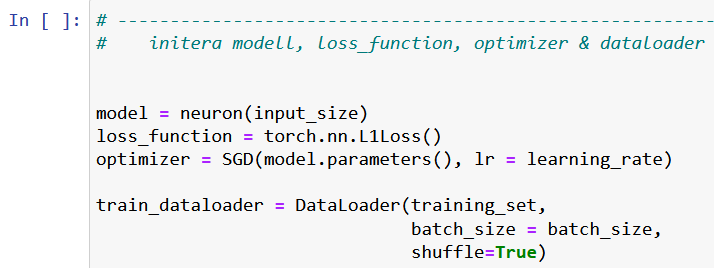 In [ ]: # -------------------------------------------------------
#    initera modell, loss_function, optimizer & dataloader
model = neuron(input_size)
loss_function = torch.nn.L1Loss()
optimizer = SGD(model.parameters(), lr = learning_rate)
train_dataloader = DataLoader(training_set,
batch_size = batch_size,
shuffle=True)